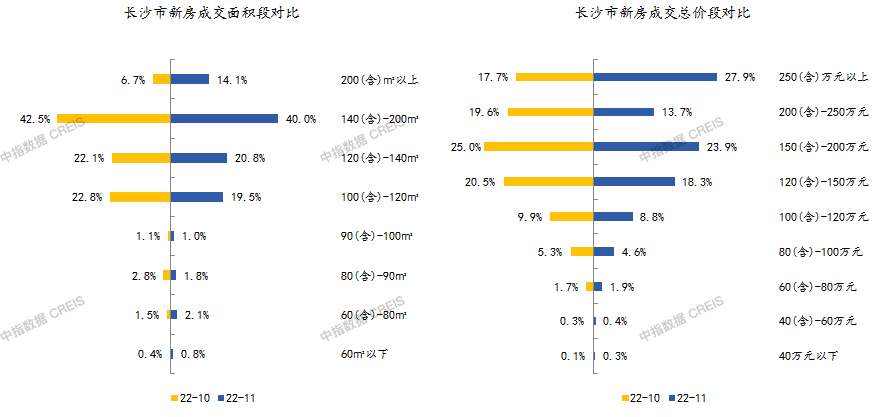 长沙市新房成交面积段对比
6.7% 14.1% 200(含)㎡以上
42.5% 40.0% 140(含)-200㎡
22.1% 20.8% 120(含)-140㎡
22.8% 19.5% 100(含)-120㎡
1.1% 1.0% 90(含)-100㎡
2.8% 1.8% 80(含)-90㎡
1.5% 2.1% 60(含)-80㎡
0.4% 0.8% 60㎡以下
22-10 22-11
长沙市新房成交总价段对比
17.7% 27.9% 250(含)万元以上
19.6% 13.7% 200(含)-250万元
25.0% 23.9% 150(含)-200万元
20.5% 18.3% 120(含)-150万元
9.9% 8.8% 100(含)-120万元
5.3% 4.6% 80(含)-100万元
1.7% 1.9% 60(含)-80万元
0.3% 0.4% 40(含)-60万元
0.1% 0.3% 40万元以下
22-10 22-11
中指数据 CREIS
中指数据 CREIS
中指数据 CREIS
中指数据 CREIS
中指数据 CREIS
中指数据 CREIS